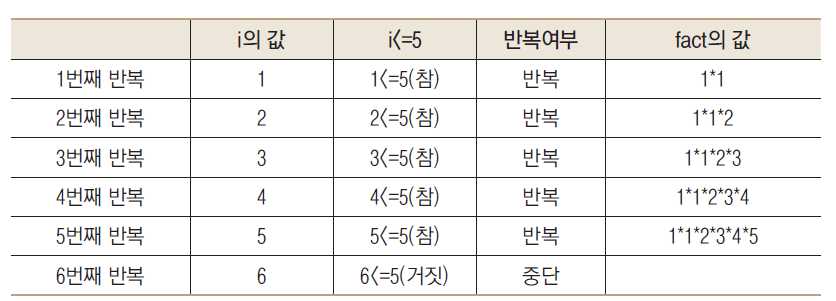 i의 값 i<=5 반복여부 fact의 값
1번째 반복 1 1<=5(참) 반복 1*1
2번째 반복 2 2<=5(참) 반복 1*1*2
3번째 반복 3 3<=5(참) 반복 1*1*2*3
4번째 반복 4 4<=5(참) 반복 1*1*2*3*4
5번째 반복 5 5<=5(참) 반복 1*1*2*3*4*5
6번째 반복 6 6<=5(거짓) 중단